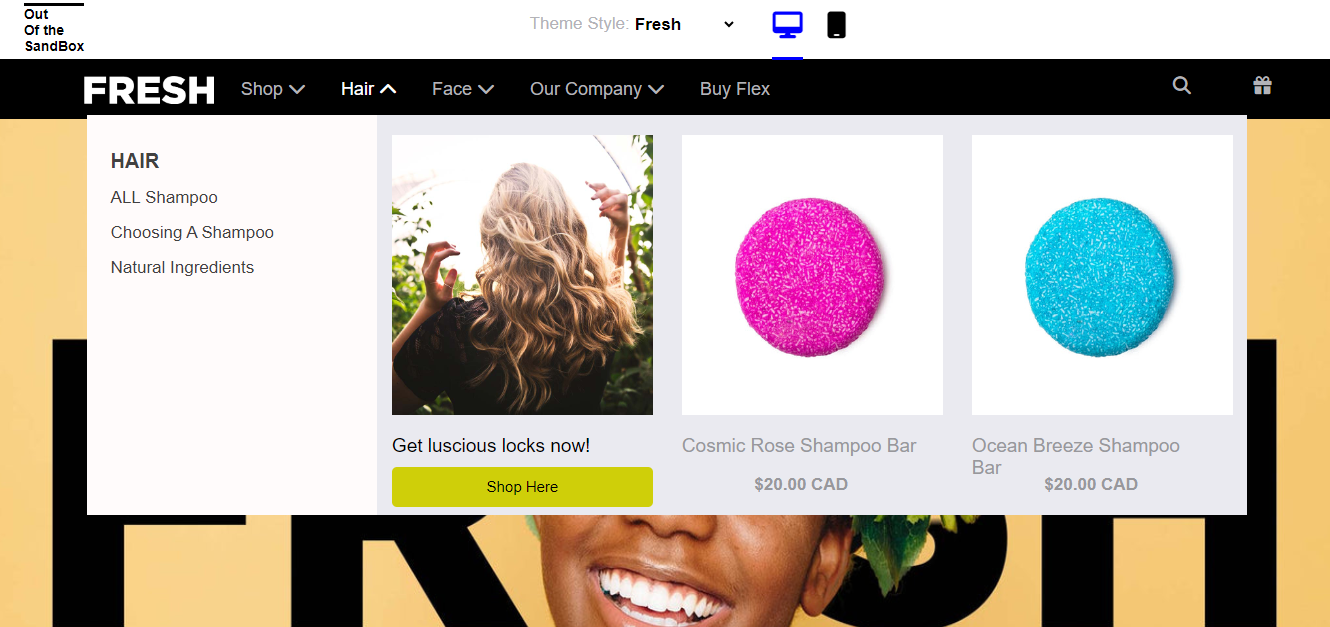 Out
Of the
SandBox
Theme Style: Fresh
FRESH Shop Hair Face Our Company Buy Flex
HAIR
ALL Shampoo
Choosing A Shampoo
Natural Ingredients
Get luscious locks now!
Shop Here
Cosmic Rose Shampoo Bar
$20.00 CAD
Ocean Breeze Shampoo
Bar
$20.00 CAD
FRESH